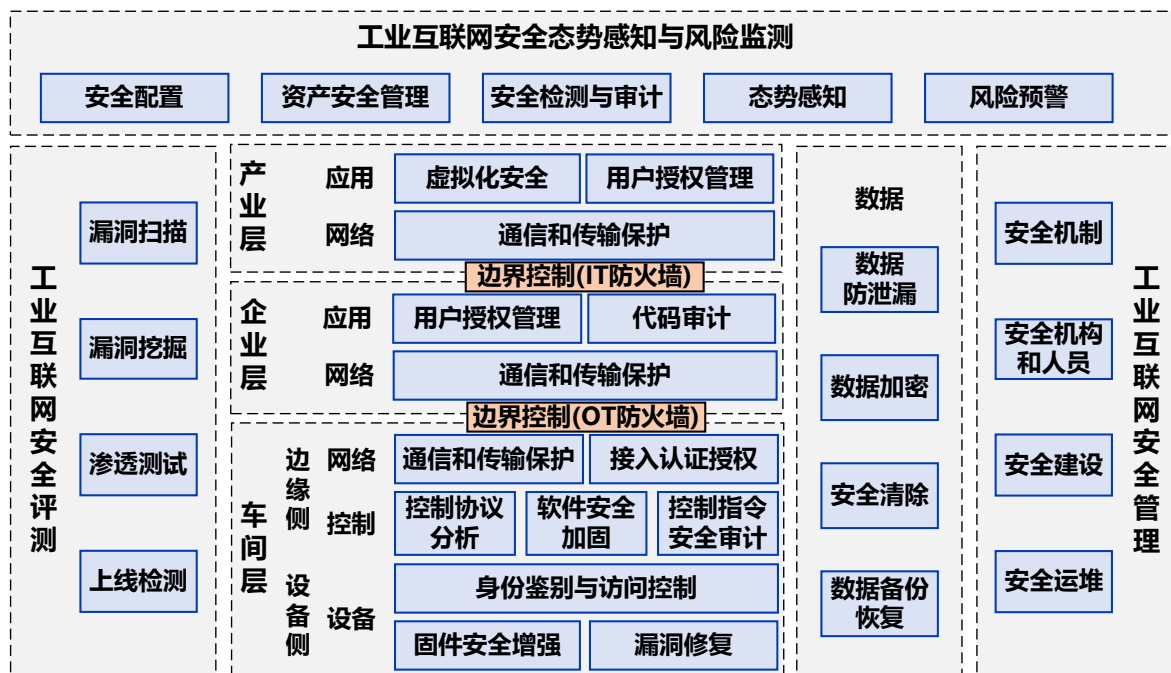 工业互联网安全态势感知与风险监测
安全配置
资产安全管理
安全检测与审计
态势感知
风险预警
工业互联网安全评测
漏洞扫描
漏洞挖掘
渗透测试
上线检测
产业层
应用
虚拟化安全
用户授权管理
网络
通信和传输保护
边界控制(IT防火墙)
企业层
应用
用户授权管理
代码审计
网络
通信和传输保护
边界控制(OT防火墙)
车间层
边缘侧
网络
通信和传输保护
接入认证授权
控制
控制协议
分析
软件安全
加固
控制指令
安全审计
设备侧
设备
身份鉴别与访问控制
固件安全增强
漏洞修复
数据
数据
防泄漏
数据加密
安全清除
数据备份
恢复
安全机制
安全机构
和人员
安全建设
安全运堆
工业互联网安全管理